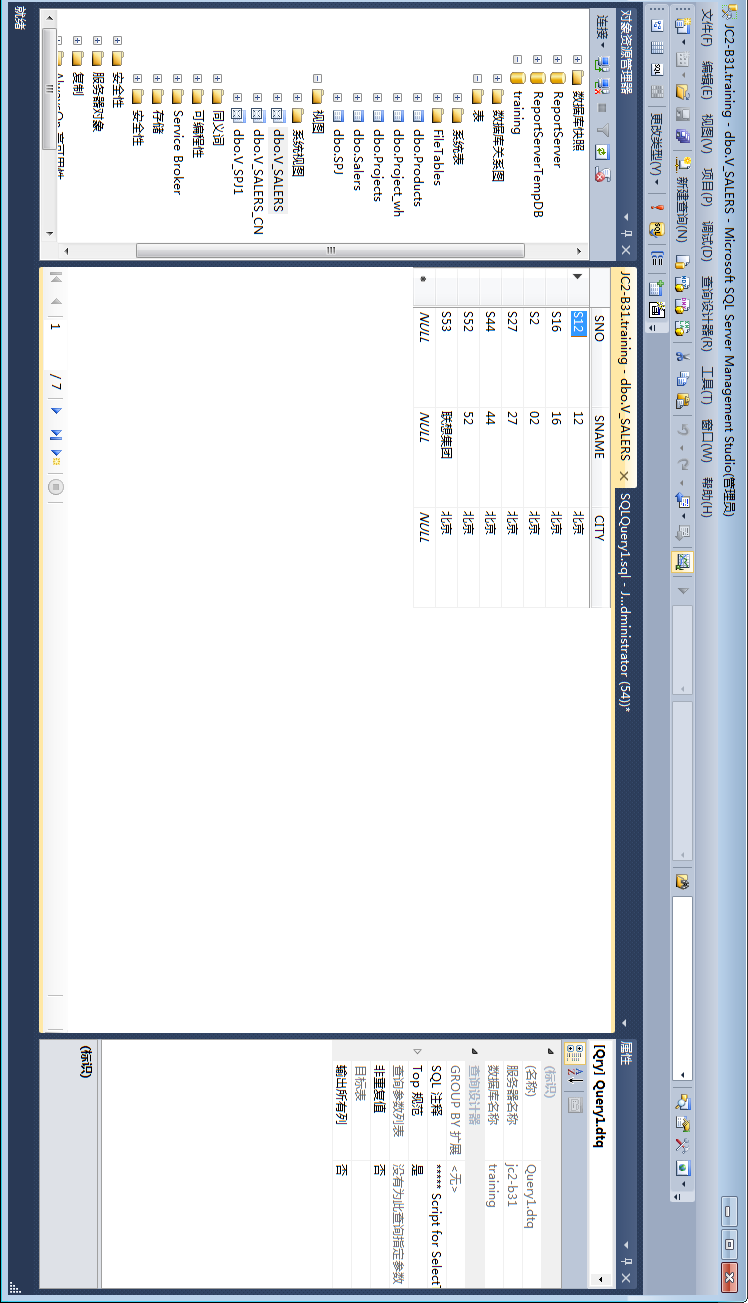 JC2-B31.training - dbo.V_SALERS - Microsoft SQL Server Management Studio(管理员)
文件(F) 编辑(E) 视图(V) 项目(P) 调试(D) 查询设计器(R) 工具(T) 窗口(W) 帮助(H)
新建查询(N)
更改类型(Y)
对象资源管理器
连接
数据库快照
ReportServer
ReportServerTempDB
training
数据库关系图
表
系统表
FileTables
dbo.Products
dbo.Project_wh
dbo.Projects
dbo.Salers
dbo.SPJ
视图
系统视图
dbo.V_SALERS
dbo.V_SALERS_CN
dbo.V_SPJ1
同义词
可编程性
Service Broker
存储
安全性
安全性
服务器对象
复制
AlwaysOn 高可用性
JC2-B31.training - dbo.V_SALERS SQLQuery1.sql - J...dministrator (54))*
SNO SNAME CITY
S12 12 北京
S16 16 北京
S2 02 北京
S27 27 北京
S44 44 北京
S52 52 北京
S53 联想集团 北京
NULL NULL NULL
1 / 7
属性
[Qry] Query1.dtq
(标识)
(名称) Query1.dtq
服务器名称 jc2-b31
数据库名称 training
查询设计器
GROUP BY 扩展 <无>
SQL 注释 ***** Script for Select
Top 规范 是
查询参数列表 没有为此查询指定参数
非重复值 否
目标表
输出所有列 否
(标识)
就绪